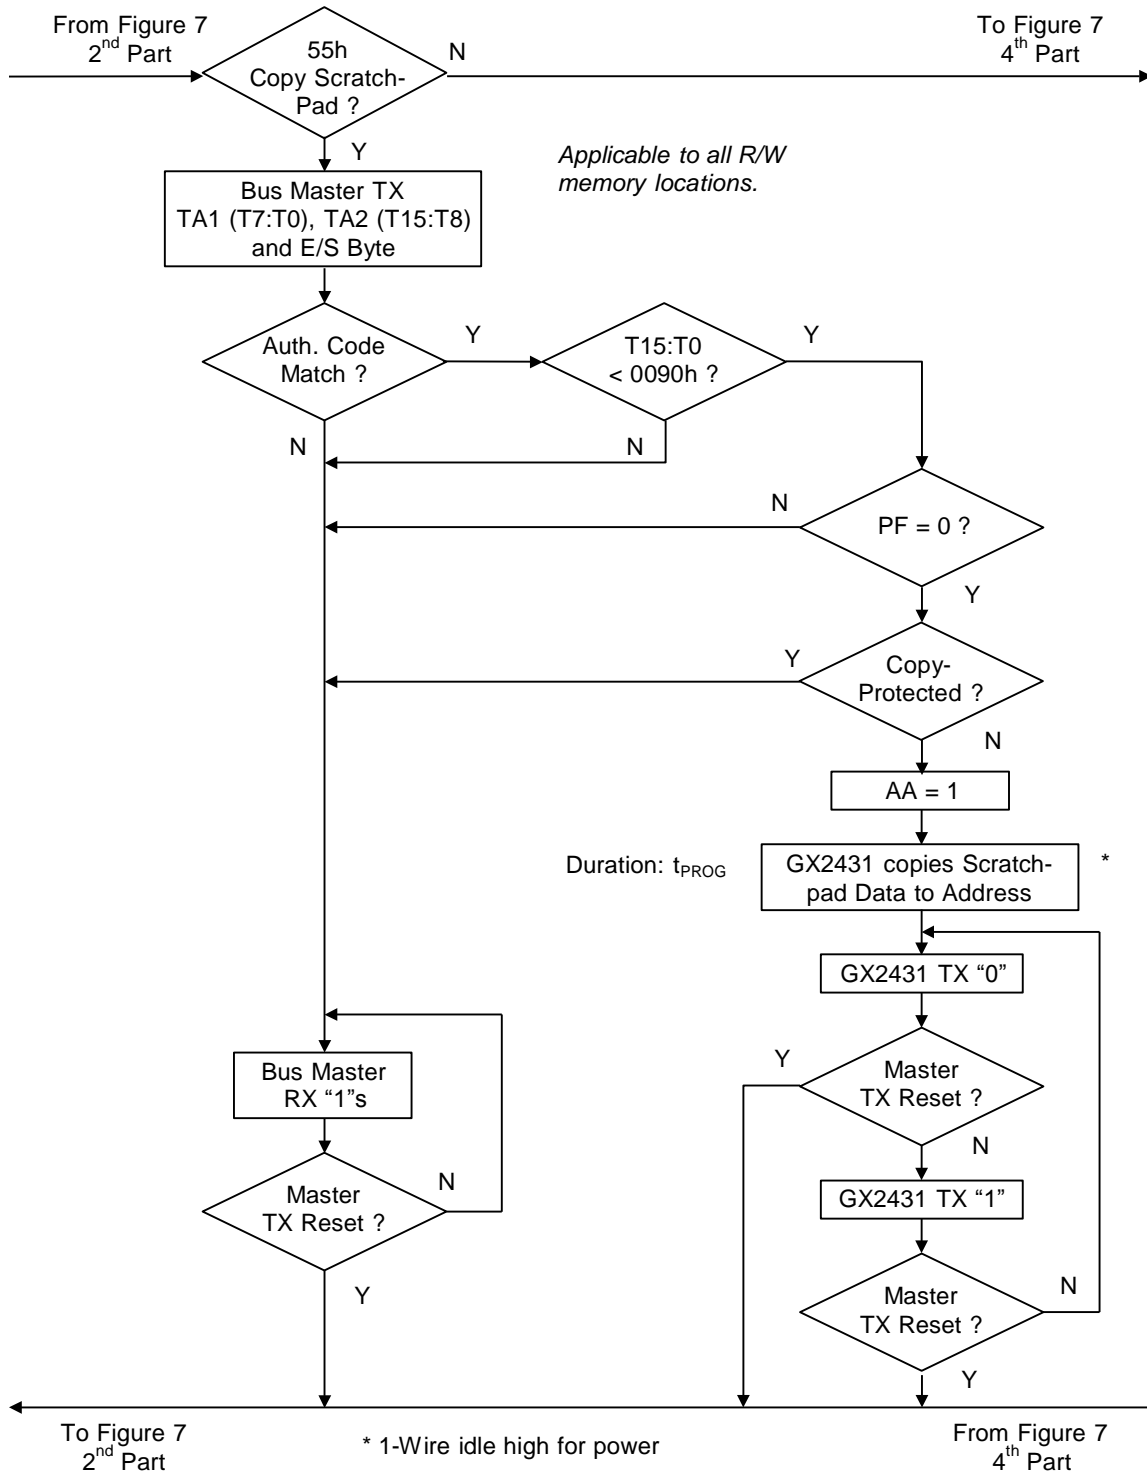 From Figure 7
2nd Part
55h
Copy Scratch-
Pad ?
N
To Figure 7
4th Part
Y
Applicable to all R/W
memory locations.
Bus Master TX
TA1 (T7:T0), TA2 (T15:T8)
and E/S Byte
Auth. Code
Match ?
Y
T15:T0
< 0090h ?
Y
N
N
N
PF = 0 ?
Y
Y
Copy-
Protected ?
N
AA = 1
Duration: tPROG
GX2431 copies Scratch-
pad Data to Address
*
GX2431 TX “0”
Y
Master
TX Reset ?
N
Bus Master
RX “1”s
GX2431 TX “1”
Master
TX Reset ?
N
Y
Master
TX Reset ?
N
Y
To Figure 7
2nd Part
* 1-Wire idle high for power
From Figure 7
4th Part